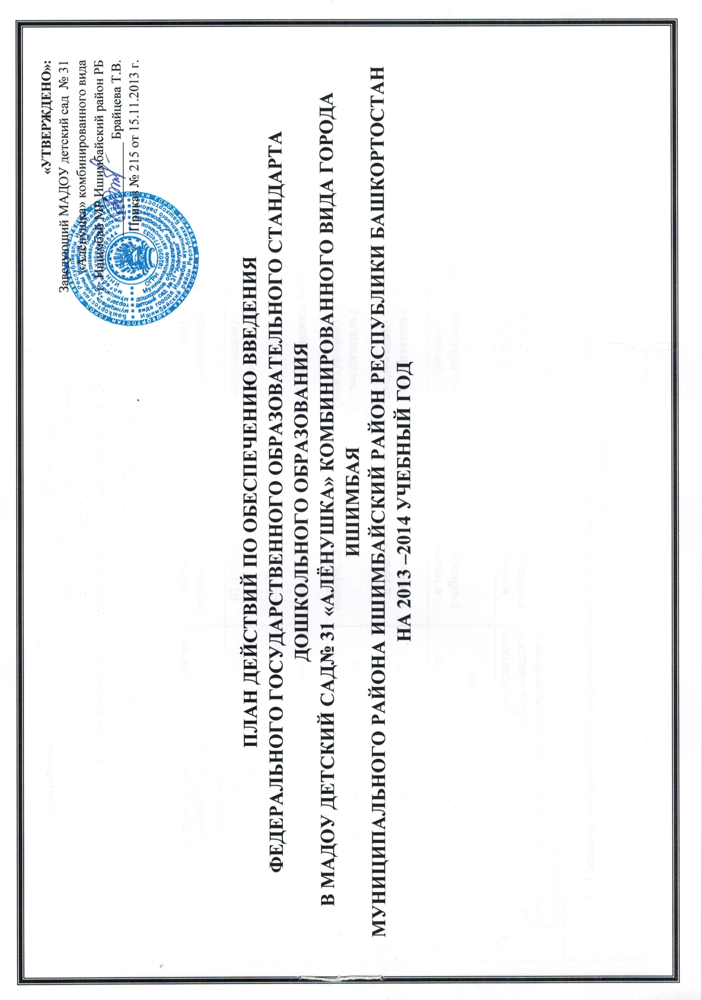 «УТВЕРЖДЕНО»:
Заведующий МАДОУ детский сад № 31
«Алёнушка» комбинированного вида
г. Ишимбай МР Ишимбайский район РБ
Брайцева Т.В.
Приказ № 215 от 15.11.2013 г.
ПЛАН ДЕЙСТВИЙ ПО ОБЕСПЕЧЕНИЮ ВВЕДЕНИЯ
ФЕДЕРАЛЬНОГО ГОСУДАРСТВЕННОГО ОБРАЗОВАТЕЛЬНОГО СТАНДАРТА
ДОШКОЛЬНОГО ОБРАЗОВАНИЯ
В МАДОУ ДЕТСКИЙ САД№ 31 «АЛЁНУШКА» КОМБИНИРОВАННОГО ВИДА ГОРОДА
ИШИМБАЯ
МУНИЦИПАЛЬНОГО РАЙОНА ИШИМБАЙСКИЙ РАЙОН РЕСПУБЛИКИ БАШКОРТОСТАН
НА 2013 –2014 УЧЕБНЫЙ ГОД